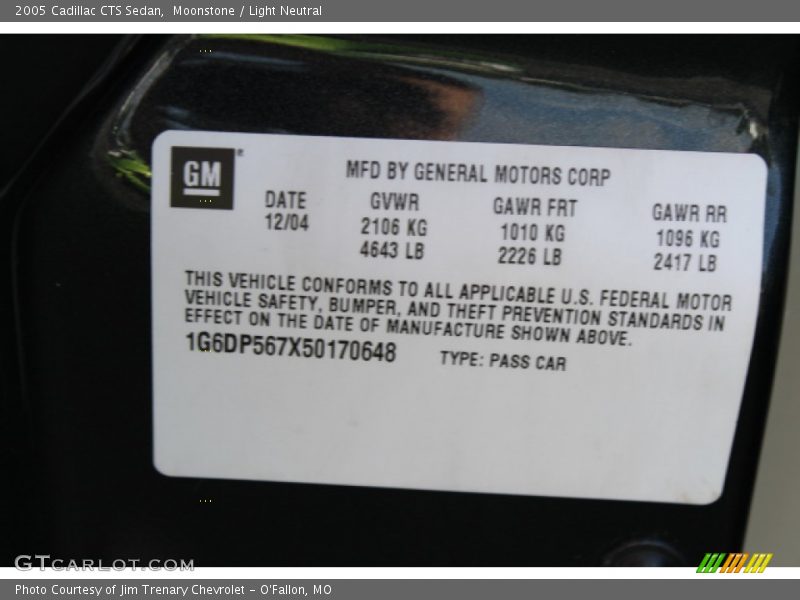 2005 Cadillac CTS Sedan, Moonstone / Light Neutral
GM®
MFD BY GENERAL MOTORS CORP
DATE GVWR GAWR FRT GAWR RR
12/04 2106 KG 1010 KG 1096 KG
4643 LB 2226 LB 2417 LB
THIS VEHICLE CONFORMS TO ALL APPLICABLE U.S. FEDERAL MOTOR
VEHICLE SAFETY, BUMPER, AND THEFT PREVENTION STANDARDS IN
EFFECT ON THE DATE OF MANUFACTURE SHOWN ABOVE.
1G6DP567X50170648 TYPE: PASS CAR
GTCARLOT.COM
Photo Courtesy of Jim Trenary Chevrolet - O'Fallon, MO